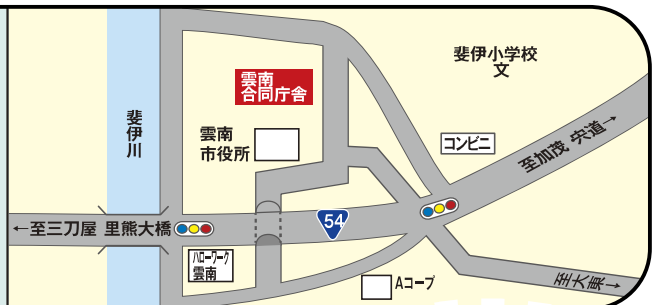 斐伊小学校
文
雲南
合同庁舎
斐伊川
雲南
市役所
コンビニ
至加茂 宍道→
←至三刀屋 里熊大橋
54
ハローワーク
雲南
Aコープ
至大東→